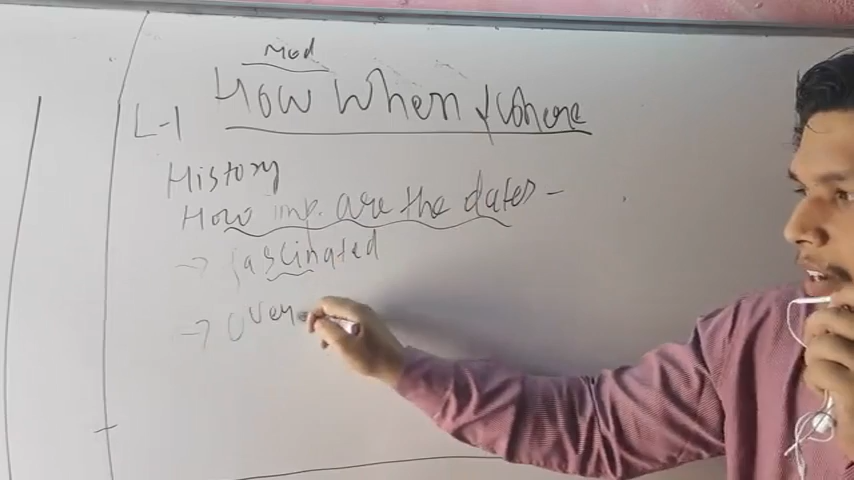 Mod
How When & Where
L-1
History
How imp. are the dates -
→ fascinated
→ Over